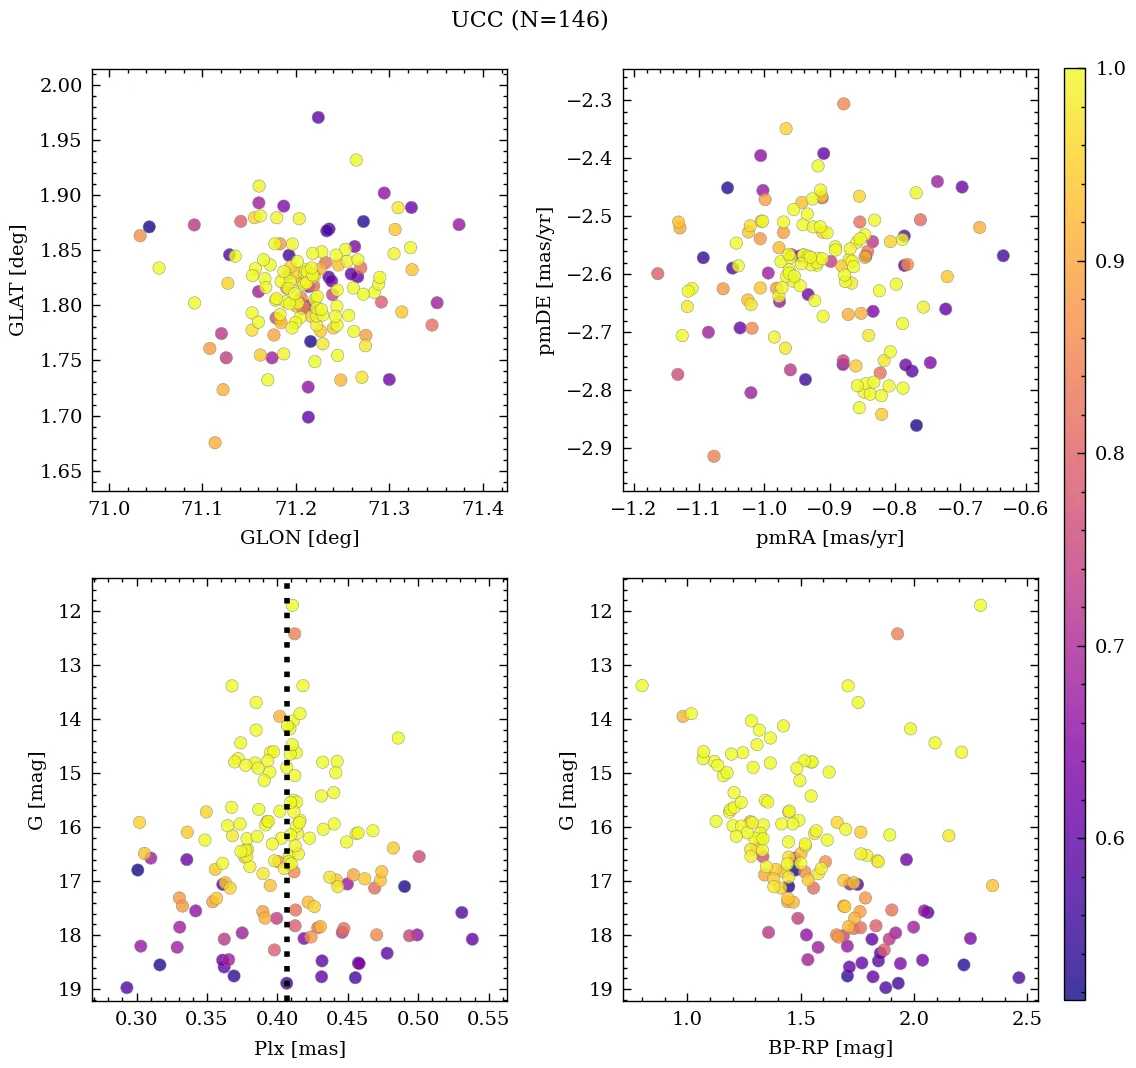 UCC (N=146)
2.00
1.95
1.90
1.85
1.80
1.75
1.70
1.65
GLAT [deg]
71.0 71.1 71.2 71.3 71.4
GLON [deg]
−2.3
−2.4
−2.5
−2.6
−2.7
−2.8
−2.9
pmDE [mas/yr]
−1.2 −1.1 −1.0 −0.9 −0.8 −0.7 −0.6
pmRA [mas/yr]
1.0
0.9
0.8
0.7
0.6
12
13
14
15
16
17
18
19
G [mag]
0.30 0.35 0.40 0.45 0.50 0.55
Plx [mas]
12
13
14
15
16
17
18
19
G [mag]
1.0 1.5 2.0 2.5
BP-RP [mag]